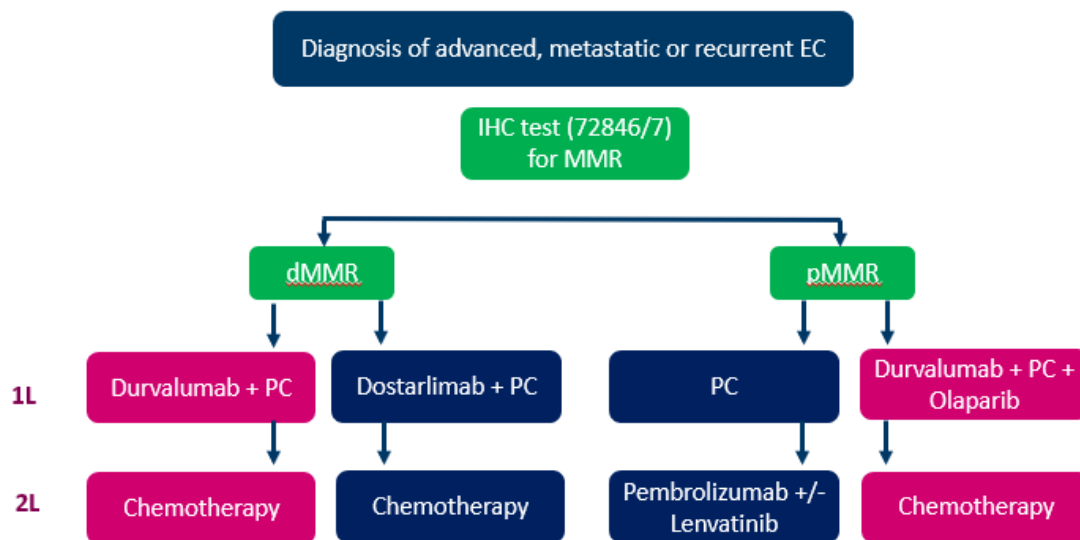 Diagnosis of advanced, metastatic or recurrent EC
IHC test (72846/7)
for MMR
dMMR
pMMR
1L
Durvalumab + PC
Dostarlimab + PC
PC
Durvalumab + PC +
Olaparib
2L
Chemotherapy
Chemotherapy
Pembrolizumab +/-
Lenvatinib
Chemotherapy